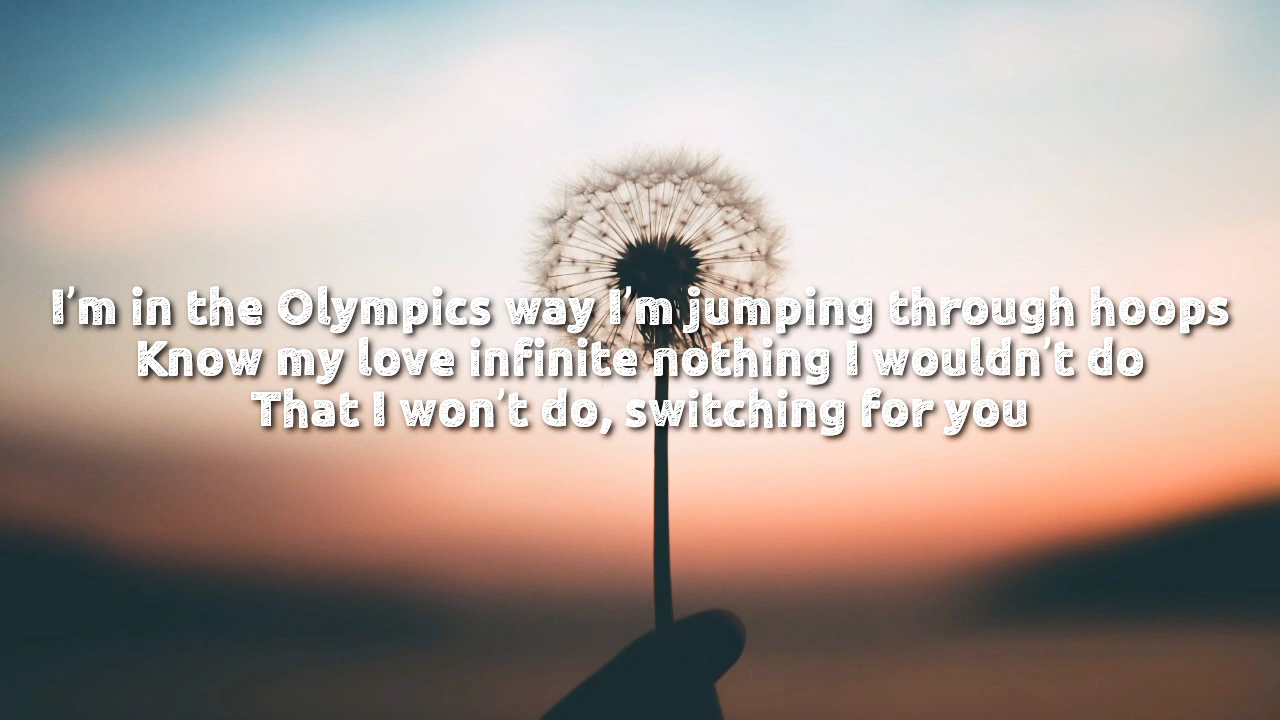 I'm in the Olympics way I'm jumping through hoops
Know my love infinite nothing I wouldn't do
That I won't do, switching for you